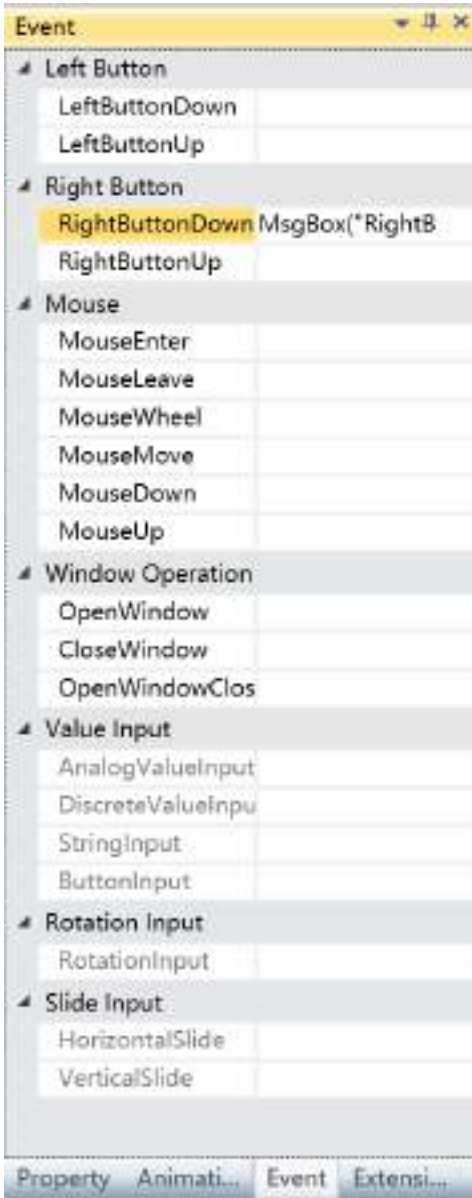 Event
Left Button
LeftButtonDown
LeftButtonUp
Right Button
RightButtonDown MsgBox("RightB
RightButtonUp
Mouse
MouseEnter
MouseLeave
MouseWheel
MouseMove
MouseDown
MouseUp
Window Operation
OpenWindow
CloseWindow
OpenWindowClos
Value Input
AnalogValueInput
DiscreteValueInpu
StringInput
ButtonInput
Rotation Input
RotationInput
Slide Input
HorizontalSlide
VerticalSlide
Property Animati... Event Extensi...